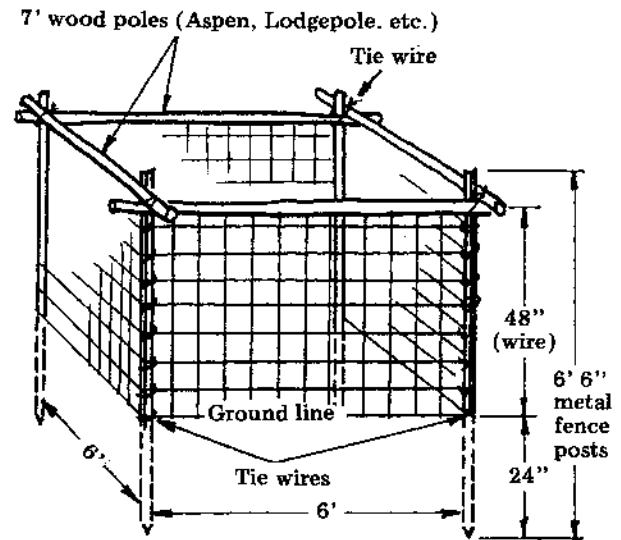 7' wood poles (Aspen, Lodgepole. etc.)
Tie wire
48"
(wire)
6' 6"
metal
fence
posts
Ground line
24"
6'
Tie wires
6'